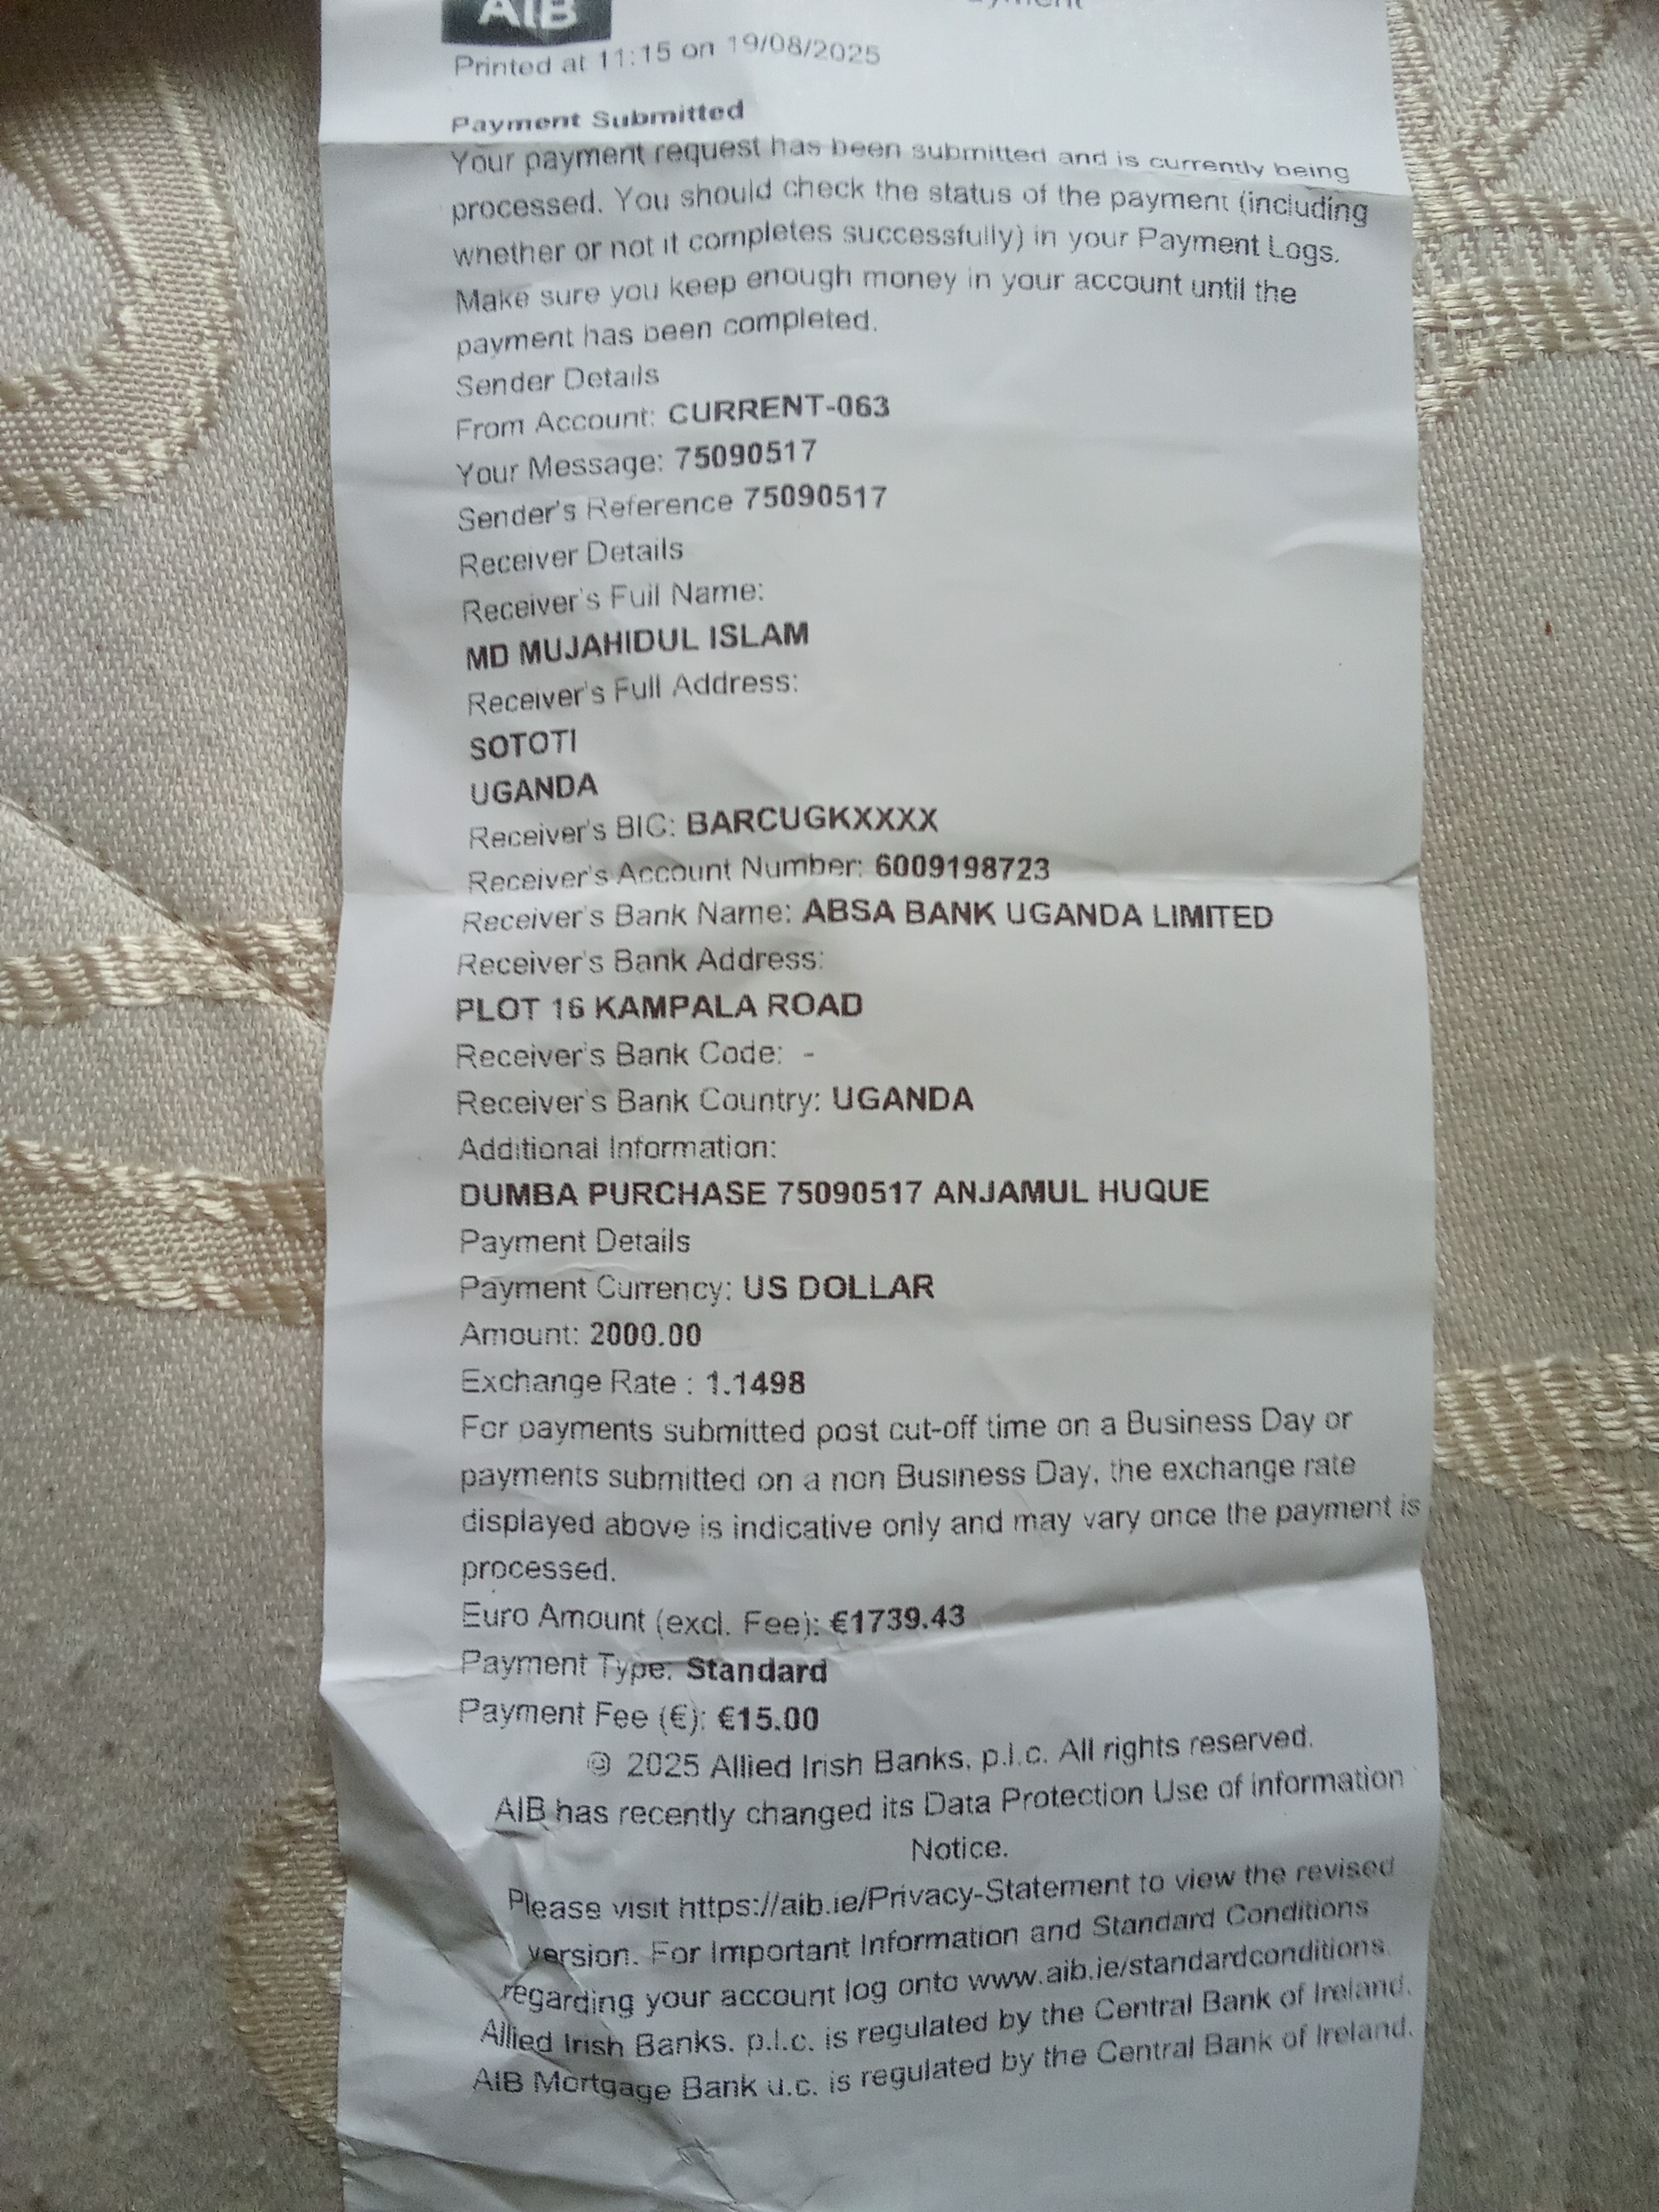 AIB
Printed at 11:15 on 19/08/2025
Payment Submitted
Your payment request has been submitted and is currently being
processed. You should check the status of the payment (including
whether or not it completes successfully) in your Payment Logs.
Make sure you keep enough money in your account until the
payment has been completed.
Sender Details
From Account: CURRENT-063
Your Message: 75090517
Sender's Reference 75090517
Receiver Details
Receiver's Full Name:
MD MUJAHIDUL ISLAM
Receiver's Full Address:
SOTOTI
UGANDA
Receiver's BIC: BARCUGKXXXX
Receiver's Account Number: 6009198723
Receiver's Bank Name: ABSA BANK UGANDA LIMITED
Receiver's Bank Address:
PLOT 16 KAMPALA ROAD
Receiver's Bank Code: -
Receiver's Bank Country: UGANDA
Additional Information:
DUMBA PURCHASE 75090517 ANJAMUL HUQUE
Payment Details
Payment Currency: US DOLLAR
Amount: 2000.00
Exchange Rate : 1.1498
For payments submitted post cut-off time on a Business Day or
payments submitted on a non Business Day, the exchange rate
displayed above is indicative only and may vary once the payment is
processed.
Euro Amount (excl. Fee): €1739.43
Payment Type: Standard
Payment Fee (€): €15.00
© 2025 Allied Irish Banks, p.l.c. All rights reserved.
AIB has recently changed its Data Protection Use of information
Notice.
Please visit https://aib.ie/Privacy-Statement to view the revised
version. For Important Information and Standard Conditions
regarding your account log onto www.aib.ie/standardconditions.
Allied Irish Banks, p.l.c. is regulated by the Central Bank of Ireland.
AIB Mortgage Bank u.c. is regulated by the Central Bank of Ireland.